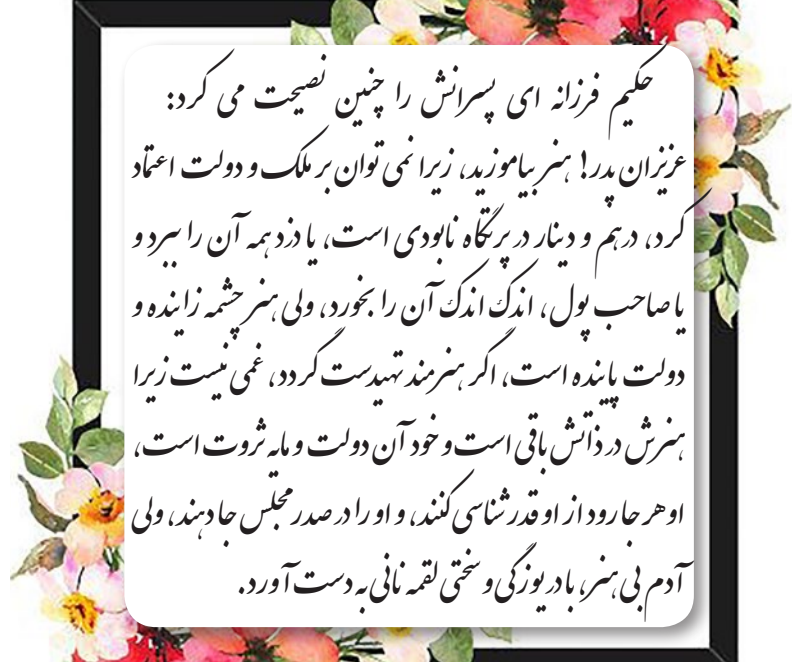 حکیم فرزانه ای پسرانش را چنین نصیحت می کرد:
عزیزان پدر! هنر بیاموزید، زیرا نمی توان بر ملک و دولت اعتماد
کرد، درهم و دینار در پرتگاه نابودی است، یا دزد همه آن را ببرد و
یا صاحب پول، اندک اندک آن را بخورد، ولی هنر چشمه زاینده و
دولت پاینده است، اگر هنرمند تهیدست گردد، غمی نیست زیرا
هنرش در ذاتش باقی است و خود آن دولت و مایه ثروت است،
او هر جا رود از او قدرشناسی کنند، و او را در صدر مجلس جا دهند، ولی
آدم بی هنر، با دریوزگی و سختی لقمه نانی به دست آورد.